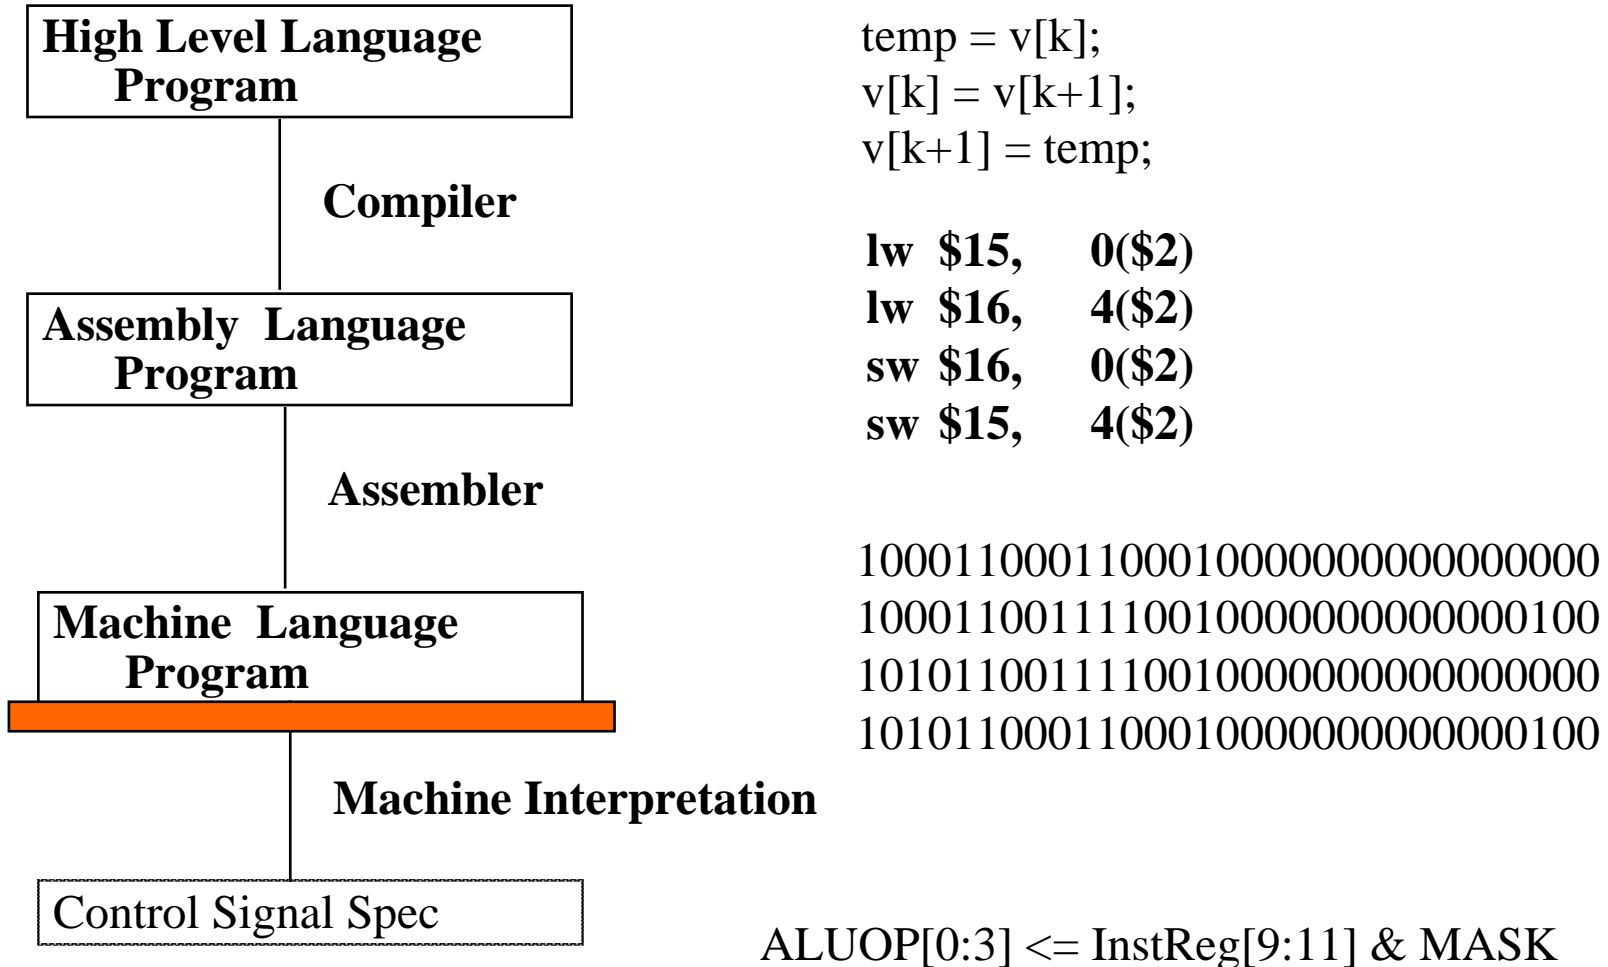 High Level Language
Program
temp = v[k];
v[k] = v[k+1];
v[k+1] = temp;
Compiler
lw $15, 0($2)
lw $16, 4($2)
sw $16, 0($2)
sw $15, 4($2)
Assembly Language
Program
Assembler
10001100011000100000000000000000
10001100111100100000000000000100
10101100111100100000000000000000
10101100011000100000000000000100
Machine Language
Program
Machine Interpretation
Control Signal Spec
ALUOP[0:3] <= InstReg[9:11] & MASK